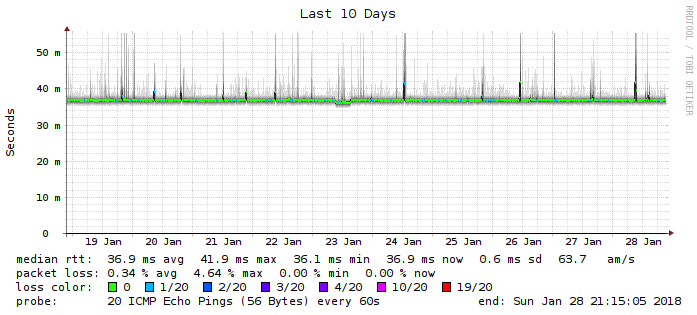 Last 10 Days
RRDTOOL / TOBI OETIKER
Seconds
50 m
40 m
30 m
20 m
10 m
0
19 Jan 20 Jan 21 Jan 22 Jan 23 Jan 24 Jan 25 Jan 26 Jan 27 Jan 28 Jan
median rtt: 36.9 ms avg 41.9 ms max 36.1 ms min 36.9 ms now 0.6 ms sd 63.7 am/s
packet loss: 0.34 % avg 4.64 % max 0.00 % min 0.00 % now
loss color: 0 1/20 2/20 3/20 4/20 10/20 19/20
probe: 20 ICMP Echo Pings (56 Bytes) every 60s end: Sun Jan 28 21:15:05 2018